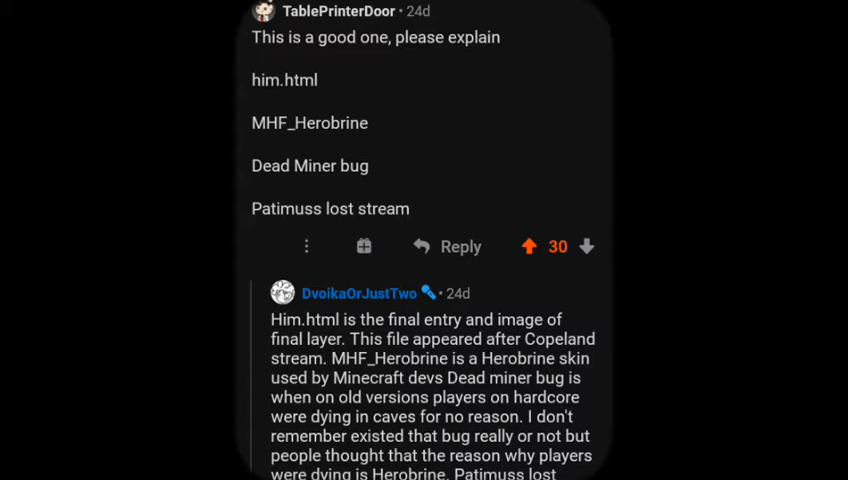 TablePrinterDoor • 24d
This is a good one, please explain
him.html
MHF_Herobrine
Dead Miner bug
Patimuss lost stream
Reply 30
DvoikaOrJustTwo • 24d
Him.html is the final entry and image of
final layer. This file appeared after Copeland
stream. MHF_Herobrine is a Herobrine skin
used by Minecraft devs Dead miner bug is
when on old versions players on hardcore
were dying in caves for no reason. I don't
remember existed that bug really or not but
people thought that the reason why players
were dying is Herobrine. Patimuss lost